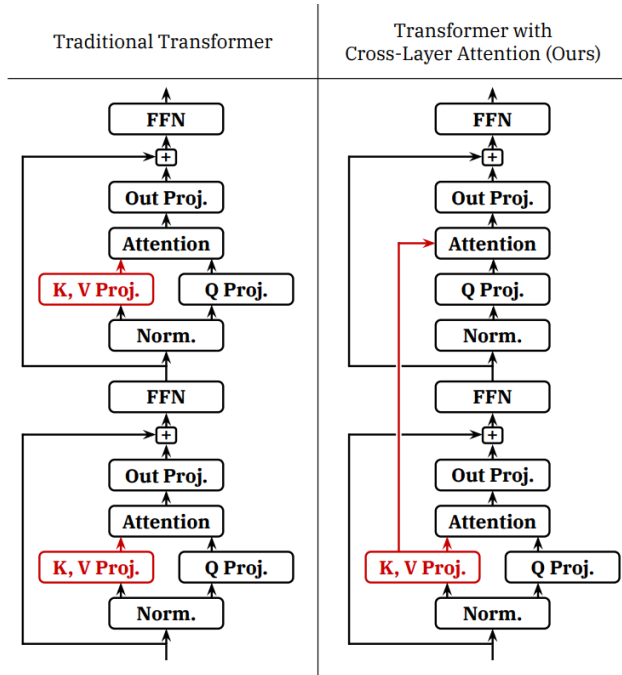 Traditional Transformer
Transformer with
Cross-Layer Attention (Ours)
FFN
+
Out Proj.
Attention
K, V Proj.
Q Proj.
Norm.
FFN
+
Out Proj.
Attention
K, V Proj.
Q Proj.
Norm.
FFN
+
Out Proj.
Attention
Q Proj.
Norm.
FFN
+
Out Proj.
Attention
K, V Proj.
Q Proj.
Norm.